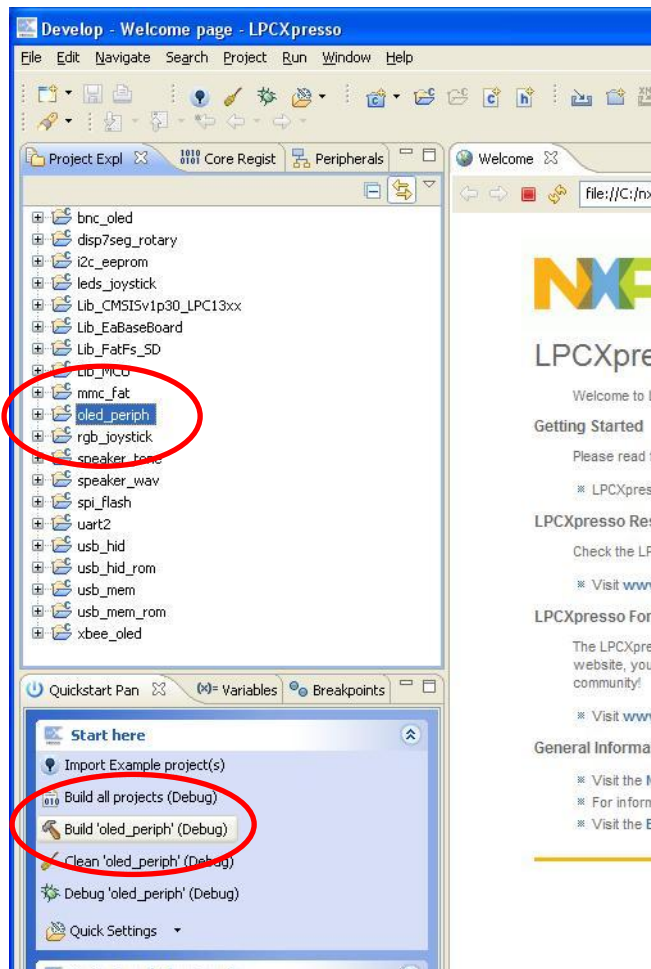 Develop - Welcome page - LPCXpresso
File Edit Navigate Search Project Run Window Help
Project Expl Core Regist Peripherals Welcome
file://C:/nx
bnc_oled
disp7seg_rotary
i2c_eeprom
leds_joystick
Lib_CMSISv1p30_LPC13xx
Lib_EaBaseBoard
Lib_FatFs_SD
Lib_MCU
mmc_fat
oled_periph
rgb_joystick
speaker_tone
speaker_wav
spi_flash
uart2
usb_hid
usb_hid_rom
usb_mem
usb_mem_rom
xbee_oled
NXP
LPCXpre
Welcome to L
Getting Started
Please read
LPCXpres
LPCXpresso Res
Check the LP
Visit www
LPCXpresso For
The LPCXpre
website, you
community!
Visit www
General Informa
Visit the
For inform
Visit the E
Quickstart Pan (x)= Variables Breakpoints
Start here
Import Example project(s)
Build all projects (Debug)
Build 'oled_periph' (Debug)
Clean 'oled_periph' (Debug)
Debug 'oled_periph' (Debug)
Quick Settings